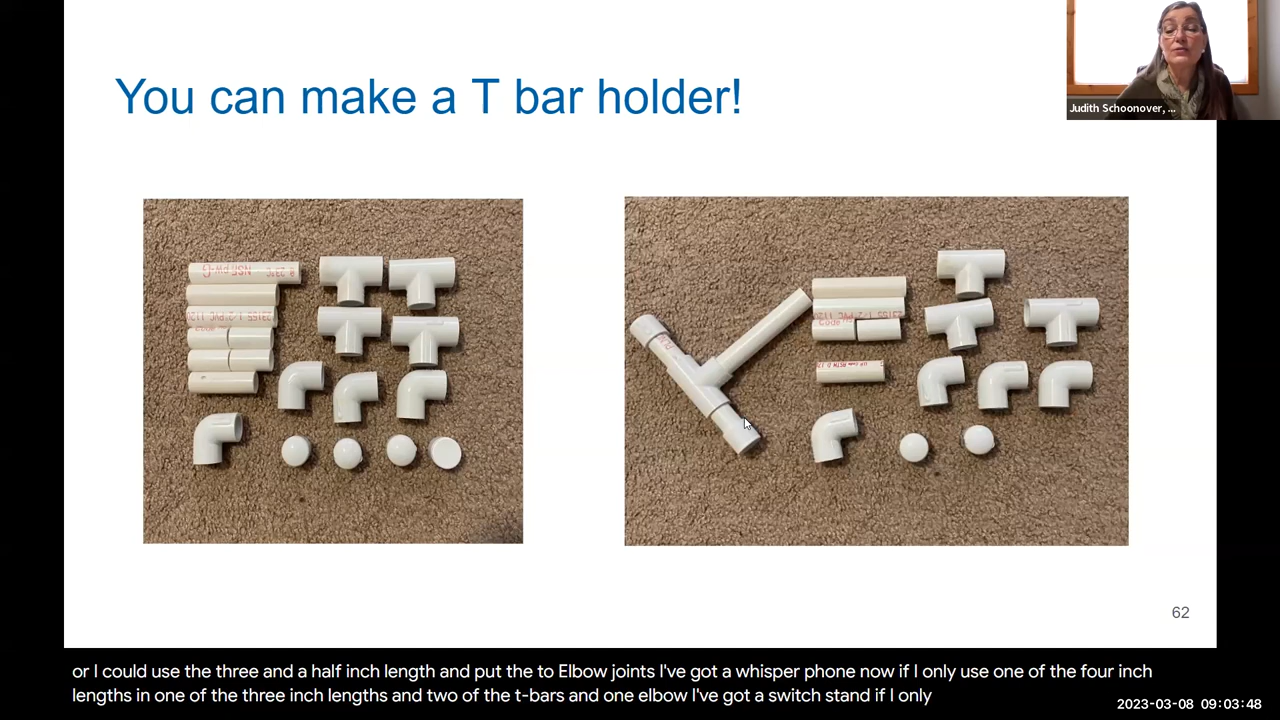 You can make a T bar holder!
Judith Schoonover, ...
62
or I could use the three and a half inch length and put the to Elbow joints I've got a whisper phone now if I only use one of the four inch
lengths in one of the three inch lengths and two of the t-bars and one elbow I've got a switch stand if I only
2023-03-08 09:03:48